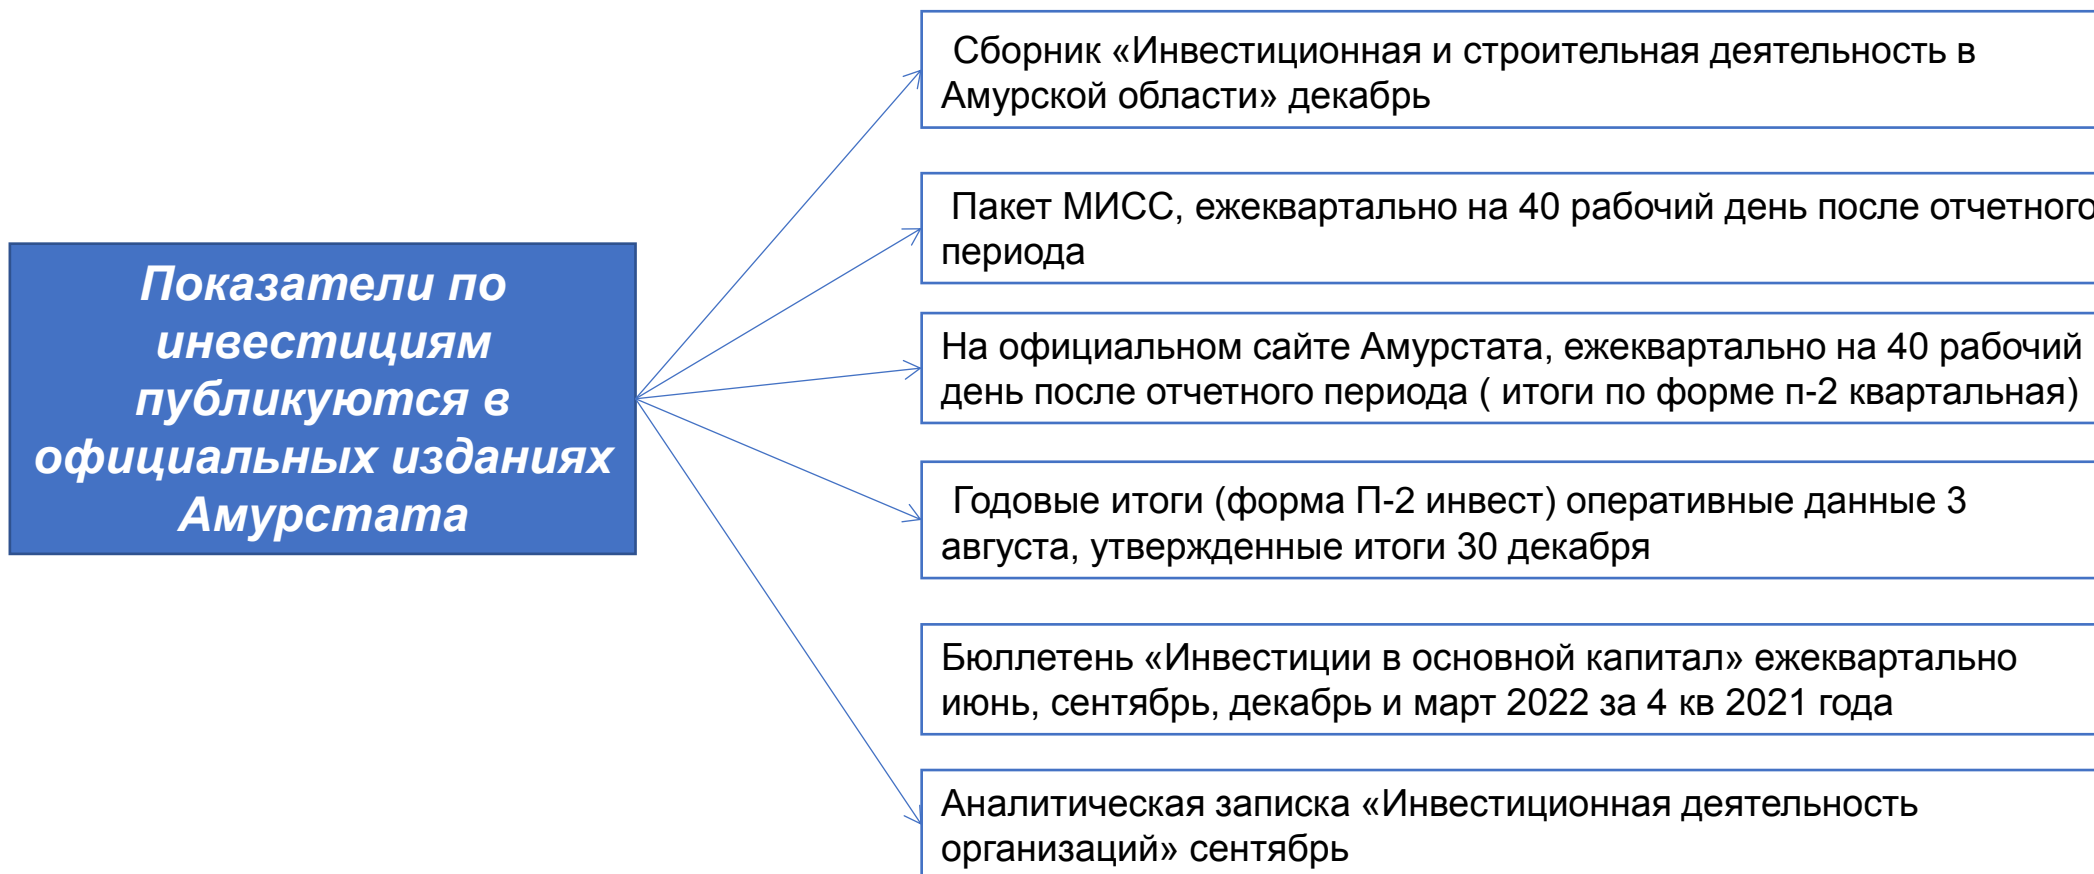 Показатели по
инвестициям
публикуются в
официальных изданиях
Амурстата
Сборник «Инвестиционная и строительная деятельность в
Амурской области» декабрь
Пакет МИСС, ежеквартально на 40 рабочий день после отчетного
периода
На официальном сайте Амурстата, ежеквартально на 40 рабочий
день после отчетного периода ( итоги по форме п-2 квартальная)
Годовые итоги (форма П-2 инвест) оперативные данные 3
августа, утвержденные итоги 30 декабря
Бюллетень «Инвестиции в основной капитал» ежеквартально
июнь, сентябрь, декабрь и март 2022 за 4 кв 2021 года
Аналитическая записка «Инвестиционная деятельность
организаций» сентябрь